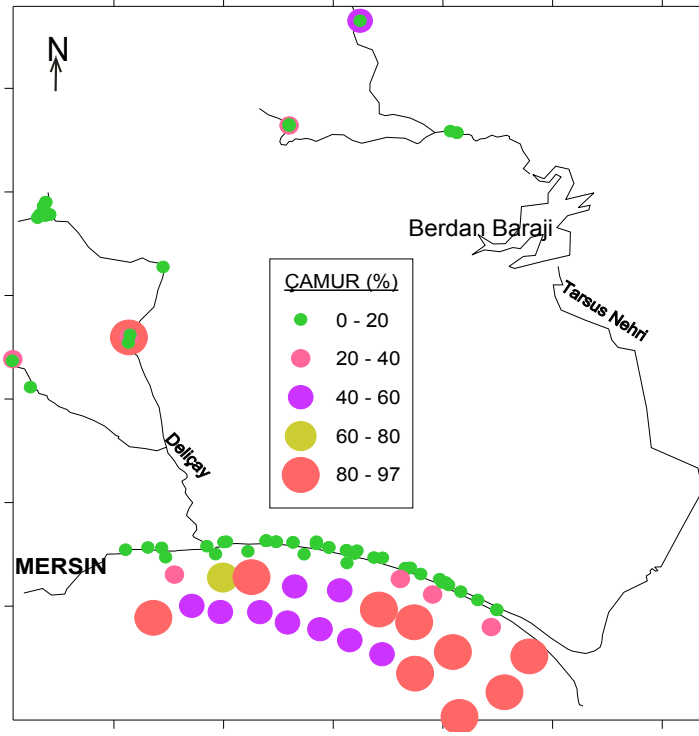 N
Berdan Baraji
ÇAMUR (%)
0 - 20
20 - 40
40 - 60
60 - 80
80 - 97
Tarsus Nehri
Deliçay
MERSIN